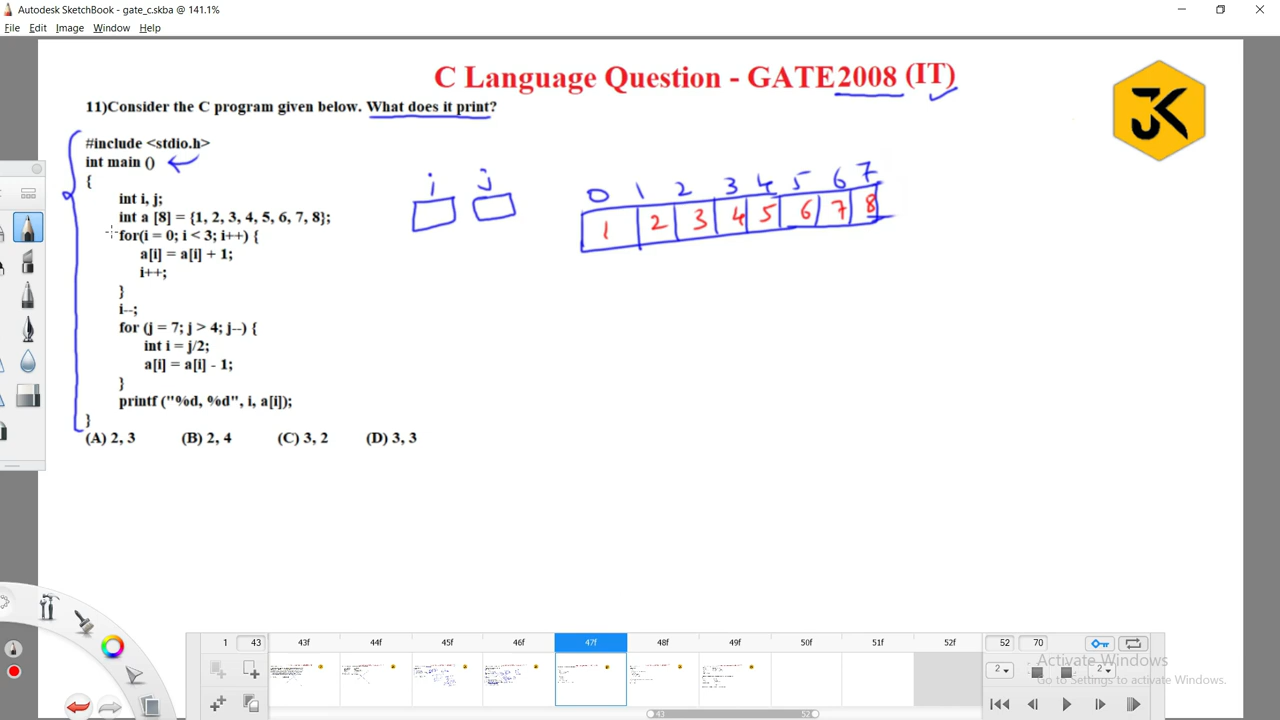 Autodesk SketchBook - gate_c.skba @ 141.1%
File Edit Image Window Help
C Language Question - GATE2008 (IT)
11)Consider the C program given below. What does it print?
JK
#include <stdio.h>
int main ()
{
int i, j;
int a [8] = {1, 2, 3, 4, 5, 6, 7, 8};
for(i = 0; i < 3; i++) {
a[i] = a[i] + 1;
i++;
}
i--;
for (j = 7; j > 4; j--) {
int i = j/2;
a[i] = a[i] - 1;
}
printf ("%d, %d", i, a[i]);
}
(A) 2, 3 (B) 2, 4 (C) 3, 2 (D) 3, 3
i j
0 1 2 3 4 5 6 7
1 2 3 4 5 6 7 8
1 43 43f 44f 45f 46f 47f 48f 49f 50f 51f 52f 52 70
2 2
Activate Windows
Go to Settings to activate Windows.
43 52